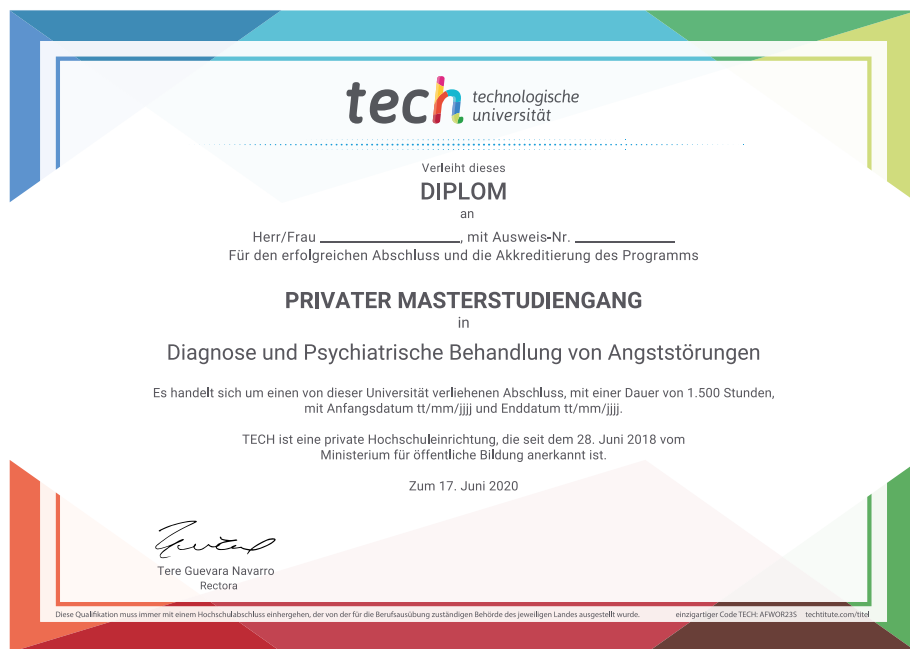 tech technologische
universität
Verleiht dieses
DIPLOM
an
Herr/Frau ____________, mit Ausweis-Nr. ____________
Für den erfolgreichen Abschluss und die Akkreditierung des Programms
PRIVATER MASTERSTUDIENGANG
in
Diagnose und Psychiatrische Behandlung von Angststörungen
Es handelt sich um einen von dieser Universität verliehenen Abschluss, mit einer Dauer von 1.500 Stunden,
mit Anfangsdatum tt/mm/jjjj und Enddatum tt/mm/jjjj.
TECH ist eine private Hochschuleinrichtung, die seit dem 28. Juni 2018 vom
Ministerium für öffentliche Bildung anerkannt ist.
Zum 17. Juni 2020
Tere Guevara Navarro
Rectora
Diese Qualifikation muss immer mit einem Hochschulabschluss einhergehen, der von der für die Berufsausübung zuständigen Behörde des jeweiligen Landes ausgestellt wurde. einzigartiger Code TECH: AFWOR23S techtitute.com/titel